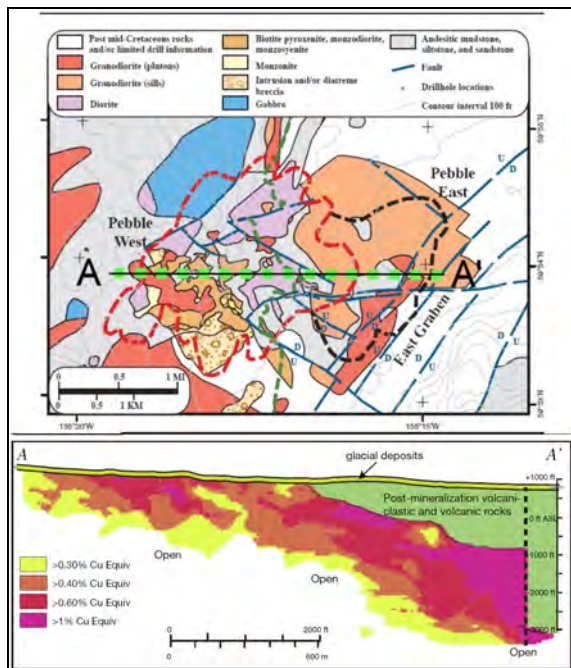 Post mid-Cretaceous rocks
and/or limited drill information
Granodiorite (plutons)
Granodiorite (sills)
Diorite
Biotite pyroxenite, monzodiorite,
monzosyenite
Monzonite
Intrusion and/or diatreme
breccia
Gabbro
Andesitic mudstone,
siltstone, and sandstone
Fault
Drillhole locations
Contour interval 100 ft
Pebble
East
Pebble
West
A
A'
East Graben
U
D
U
D
U
D
U
D
D
U
0 0.5 1 MI
0 0.5 1 KM
156°20'
155°15'
A
A'
glacial deposits
+1000 ft
Post-mineralization volcani-
clastic and volcanic rocks
0 ft ASL
-1000 ft
-2000 ft
Open
Open
Open
>0.30% Cu Equiv
>0.40% Cu Equiv
>0.60% Cu Equiv
>1% Cu Equiv
0 2000 ft
0 600 m